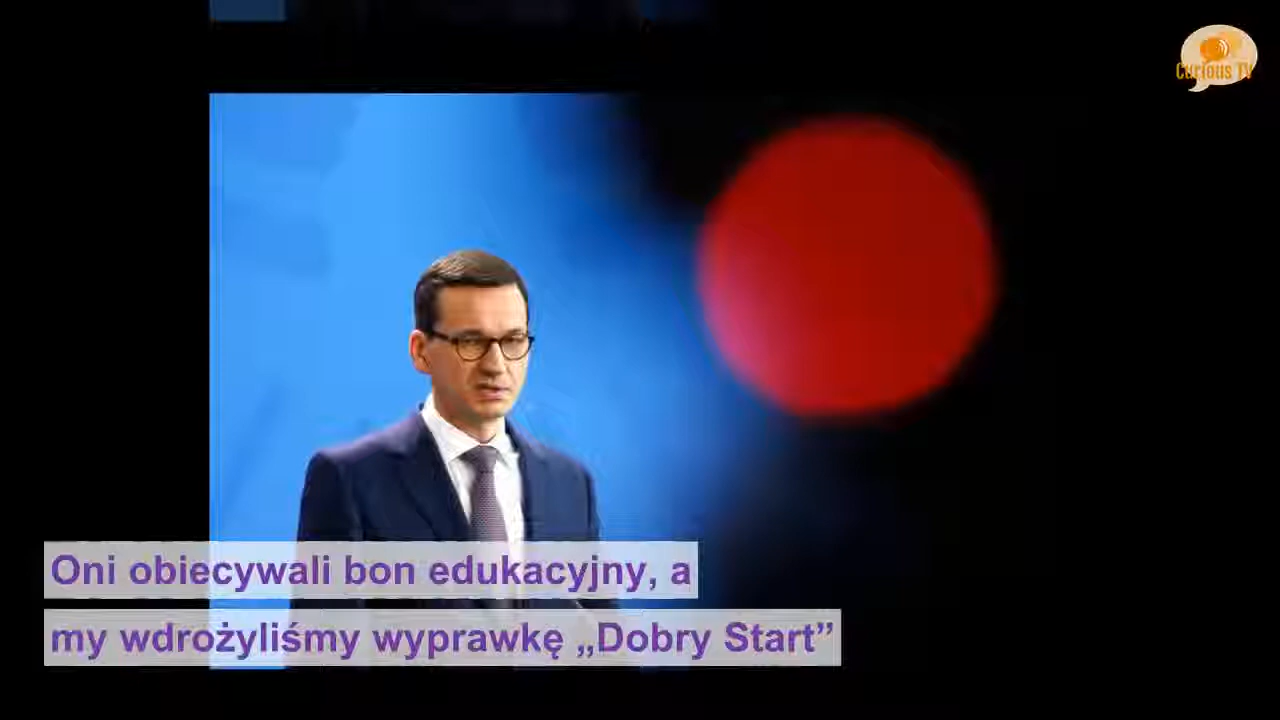 Curious TV
Oni obiecywali bon edukacyjny, a
my wdrożyliśmy wyprawkę „Dobry Start”